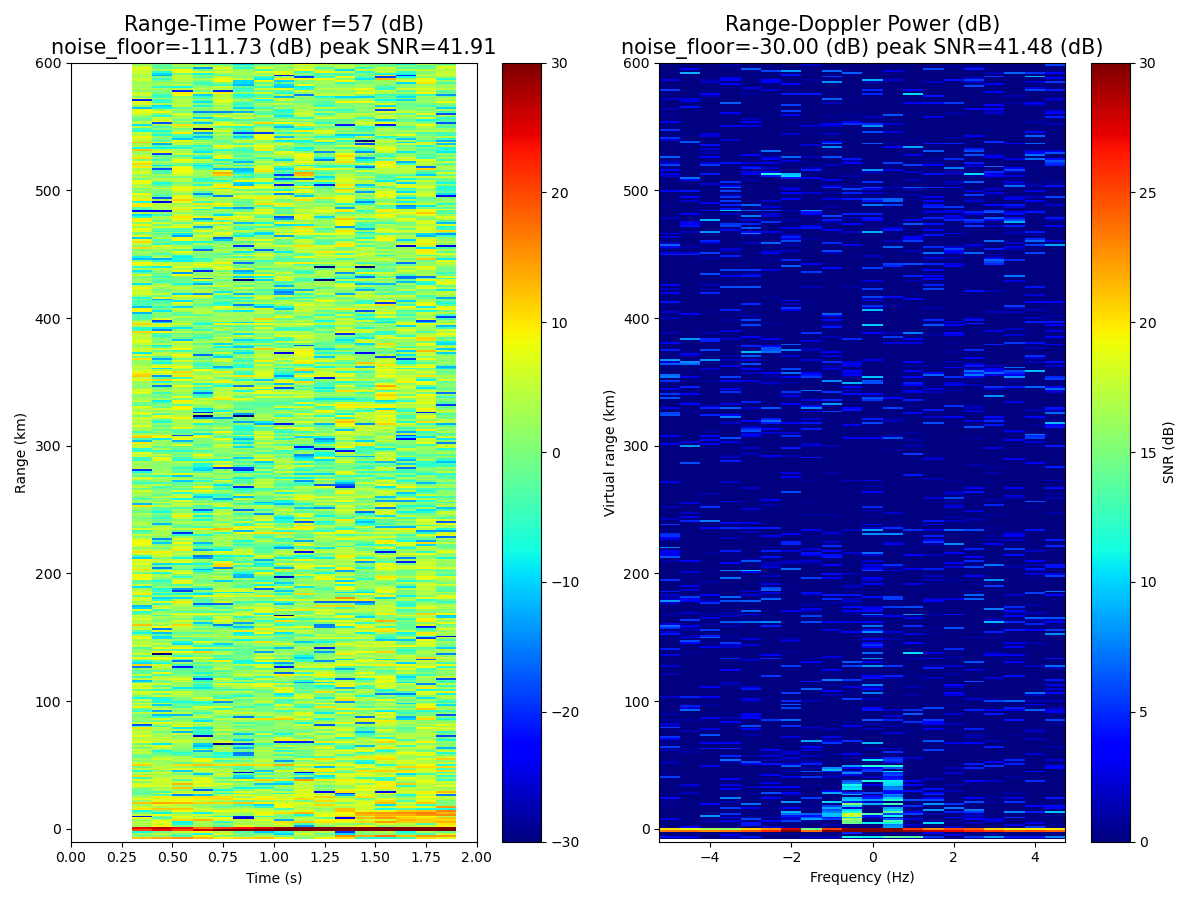 Range-Time Power f=57 (dB)
noise_floor=-111.73 (dB) peak SNR=41.91
Range-Doppler Power (dB)
noise_floor=-30.00 (dB) peak SNR=41.48 (dB)
600
500
400
300
200
100
0
Range (km)
0.00 0.25 0.50 0.75 1.00 1.25 1.50 1.75 2.00
Time (s)
30
20
10
0
−10
−20
−30
600
500
400
300
200
100
0
Virtual range (km)
−4 −2 0 2 4
Frequency (Hz)
30
25
20
15
10
5
0
SNR (dB)